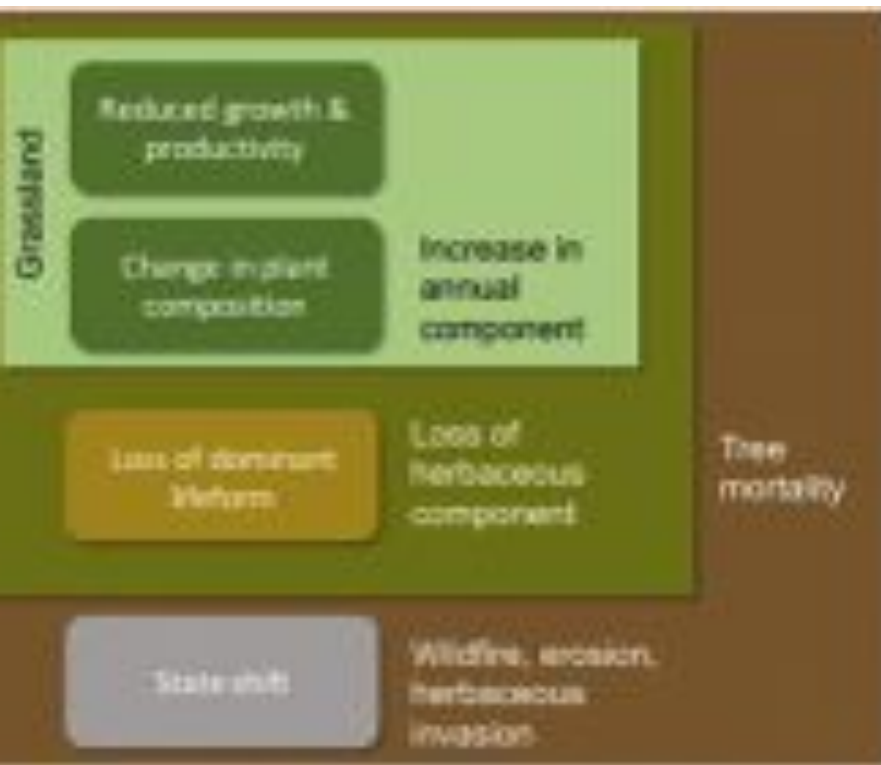 Grassland
Reduced growth &
productivity
Change in plant
composition
Increase in
annual
component
Loss of dominant
lifeform
Loss of
herbaceous
component
Tree
mortality
State shift
Wildfire, erosion,
herbaceous
invasion